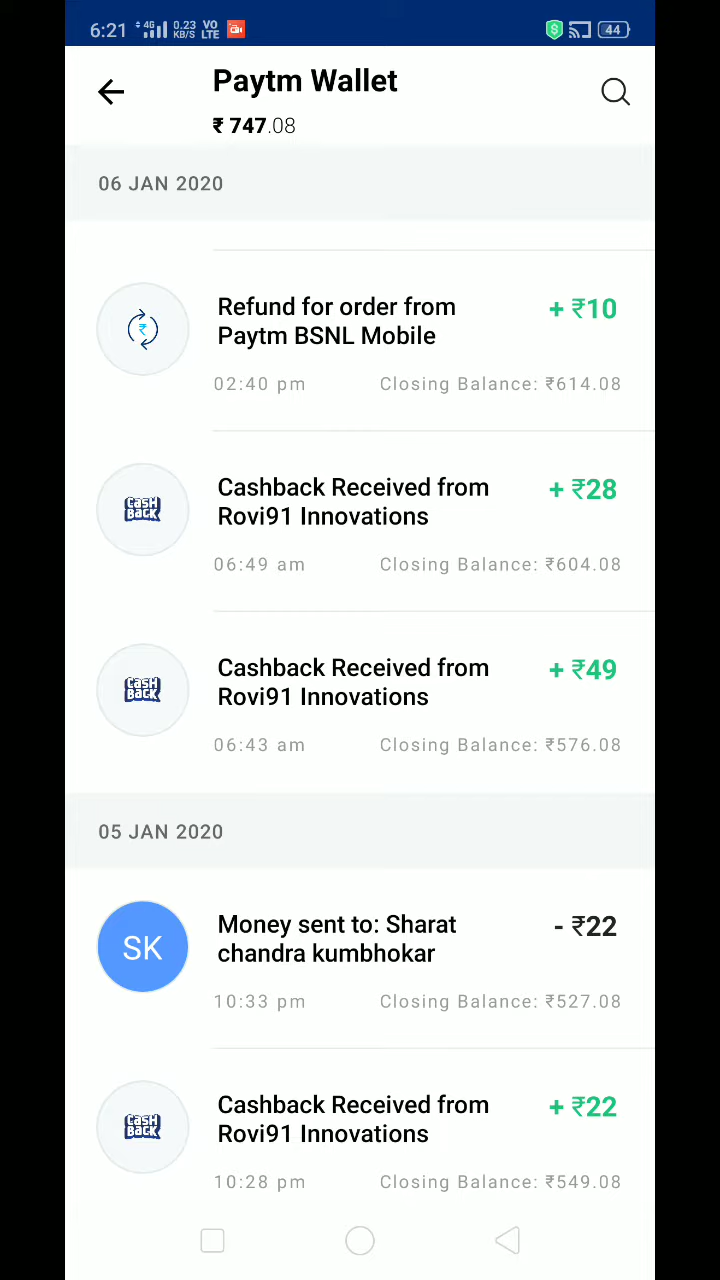 6:21 4G 0.23 KB/S VO LTE 44
Paytm Wallet
₹ 747.08
06 JAN 2020
Refund for order from + ₹10
Paytm BSNL Mobile
02:40 pm Closing Balance: ₹614.08
Cashback Received from + ₹28
CASH BACK
Rovi91 Innovations
06:49 am Closing Balance: ₹604.08
Cashback Received from + ₹49
CASH BACK
Rovi91 Innovations
06:43 am Closing Balance: ₹576.08
05 JAN 2020
Money sent to: Sharat - ₹22
SK
chandra kumbhokar
10:33 pm Closing Balance: ₹527.08
Cashback Received from + ₹22
CASH BACK
Rovi91 Innovations
10:28 pm Closing Balance: ₹549.08